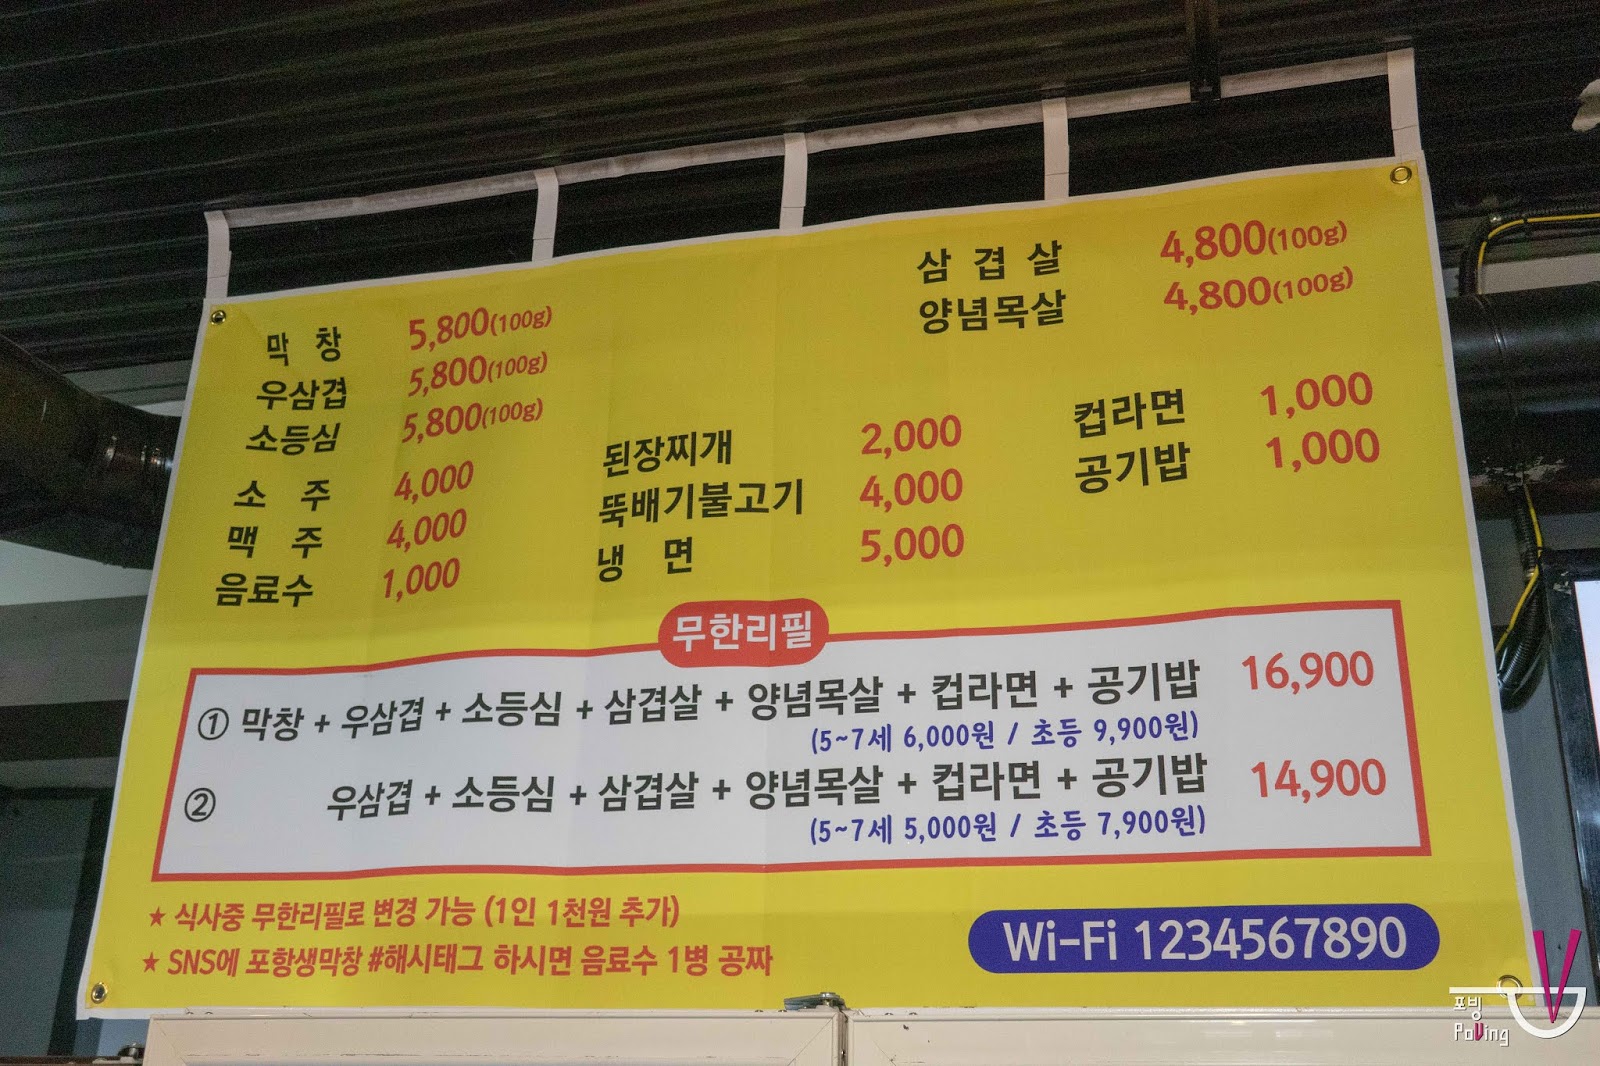 삼겹살 4,800(100g)
양념목살 4,800(100g)
막창 5,800(100g)
우삼겹 5,800(100g)
소등심 5,800(100g)
소주 4,000
맥주 4,000
음료수 1,000
된장찌개 2,000
뚝배기불고기 4,000
냉면 5,000
컵라면 1,000
공기밥 1,000
무한리필
① 막창 + 우삼겹 + 소등심 + 삼겹살 + 양념목살 + 컵라면 + 공기밥 16,900
(5~7세 6,000원 / 초등 9,900원)
② 우삼겹 + 소등심 + 삼겹살 + 양념목살 + 컵라면 + 공기밥 14,900
(5~7세 5,000원 / 초등 7,900원)
★ 식사중 무한리필로 변경 가능 (1인 1천원 추가)
★ SNS에 포항생막창 #해시태그 하시면 음료수 1병 공짜
Wi-Fi 1234567890
포빙
PoVing